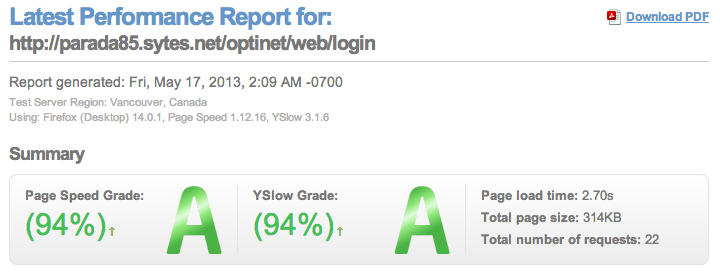 Latest Performance Report for:
Download PDF
http://parada85.sytes.net/optinet/web/login
Report generated: Fri, May 17, 2013, 2:09 AM -0700
Test Server Region: Vancouver, Canada
Using: Firefox (Desktop) 14.0.1, Page Speed 1.12.16, YSlow 3.1.6
Summary
Page Speed Grade:
(94%)↑
A
YSlow Grade:
(94%)↑
A
Page load time: 2.70s
Total page size: 314KB
Total number of requests: 22